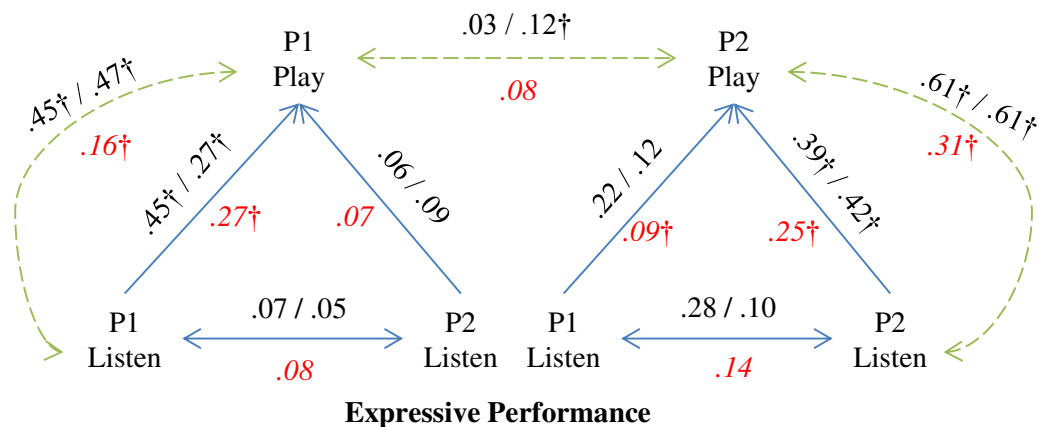 .03 / .12†
P1
Play
P2
Play
.08
.45† / .47†
.16†
.61† / .61†
.31†
.45† / .27†
.27†
.06 / .09
.07
.22 / .12
.09†
.39† / .42†
.25†
P1
Listen
.07 / .05
.08
P2
Listen
P1
Listen
.28 / .10
.14
P2
Listen
Expressive Performance